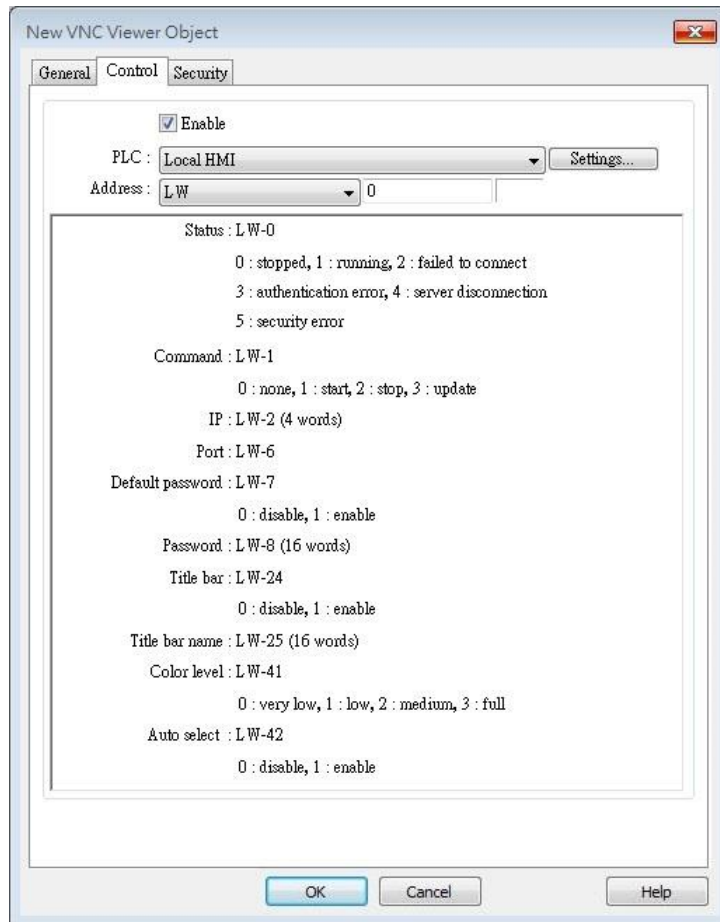 New VNC Viewer Object
General Control Security
Enable
PLC : Local HMI Settings...
Address : LW 0
Status : LW-0
0 : stopped, 1 : running, 2 : failed to connect
3 : authentication error, 4 : server disconnection
5 : security error
Command : LW-1
0 : none, 1 : start, 2 : stop, 3 : update
IP : LW-2 (4 words)
Port : LW-6
Default password : LW-7
0 : disable, 1 : enable
Password : LW-8 (16 words)
Title bar : LW-24
0 : disable, 1 : enable
Title bar name : LW-25 (16 words)
Color level : LW-41
0 : very low, 1 : low, 2 : medium, 3 : full
Auto select : LW-42
0 : disable, 1 : enable
OK Cancel Help